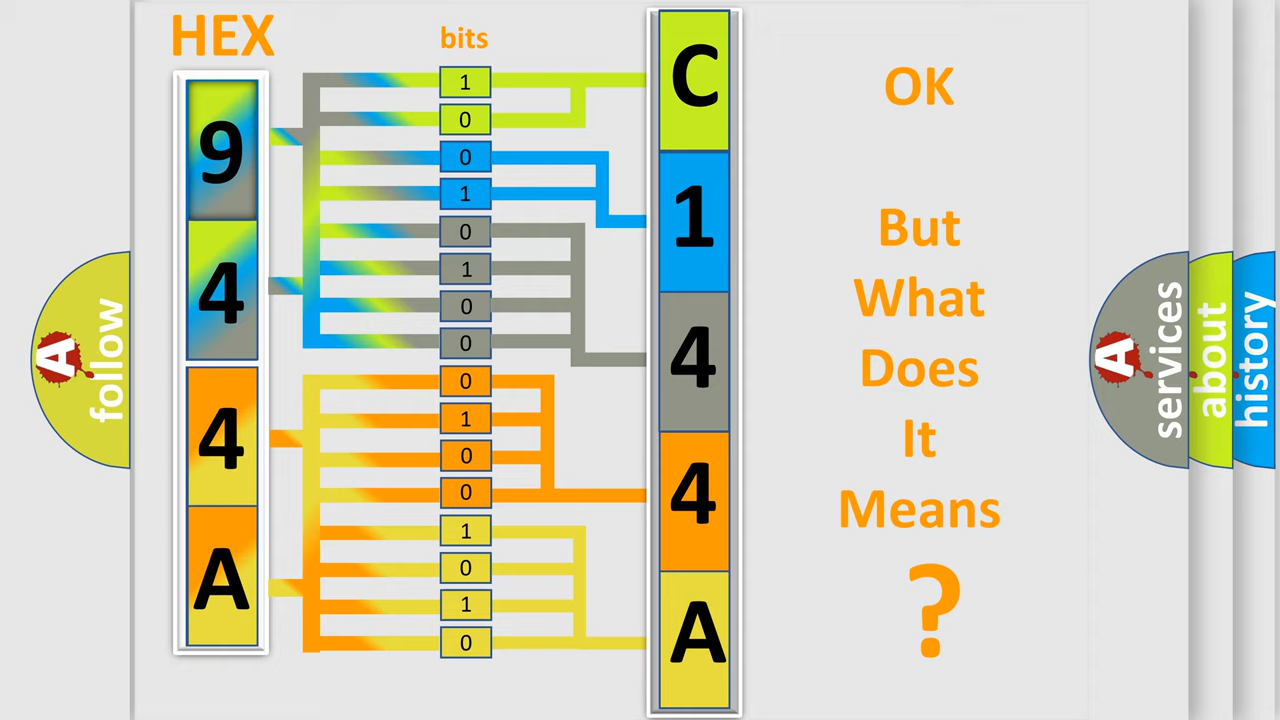 HEX
bits
9
4
4
A
1
0
0
1
0
1
0
0
0
1
0
0
1
0
1
0
C
1
4
4
A
OK
But
What
Does
It
Means
?
A
follow
A
services
about
history